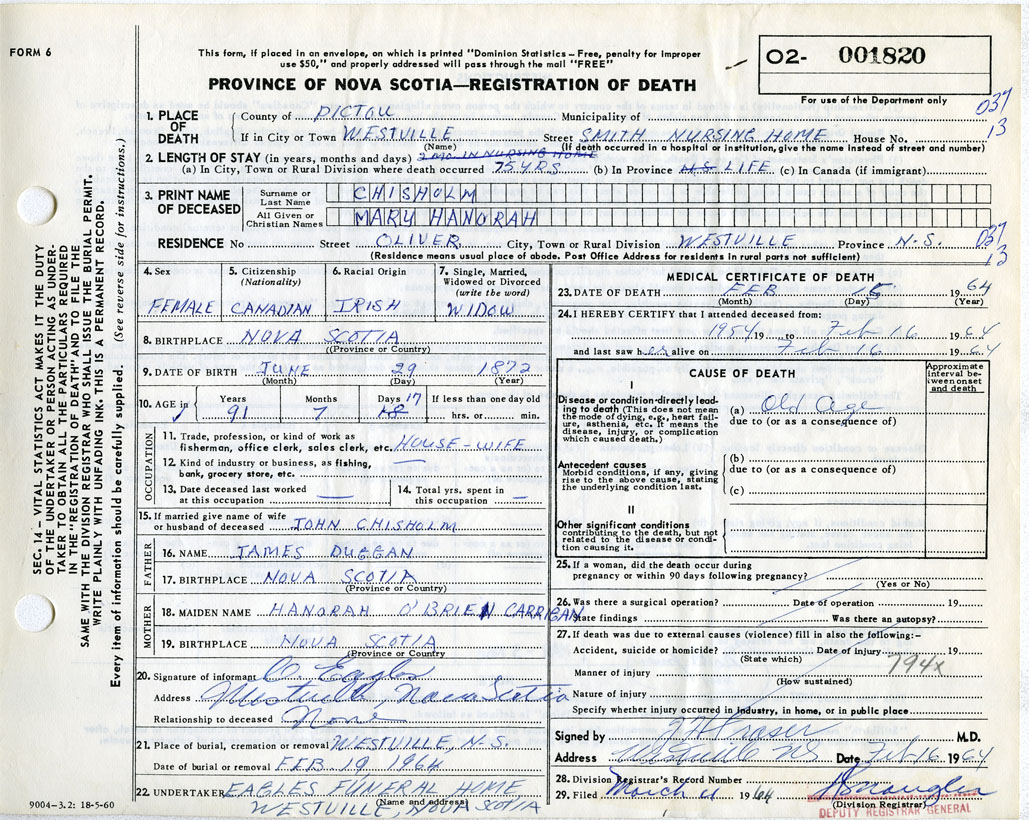 FORM 6
This form, if placed in an envelope, on which is printed "Dominion Statistics – Free, penalty for improper
use $50," and properly addressed will pass through the mail "FREE"
PROVINCE OF NOVA SCOTIA—REGISTRATION OF DEATH
O2- 001820
For use of the Department only
037
13
1. PLACE OF DEATH
County of PICTOU Municipality of
If in City or Town WESTVILLE Street SMITH NURSING HOME House No.
(Name) (If death occurred in a hospital or institution, give the name instead of street and number)
2. LENGTH OF STAY (in years, months and days) 2 MO. IN NURSING HOME
(a) In City, Town or Rural Division where death occurred 75 YRS (b) In Province N.S. LIFE (c) In Canada (if immigrant)
3. PRINT NAME OF DECEASED
Surname or Last Name CHISHOLM
All Given or Christian Names MARY HANORAH
037
13
RESIDENCE No Street OLIVER City, Town or Rural Division WESTVILLE Province N.S.
(Residence means usual place of abode. Post Office Address for residents in rural parts not sufficient)
4. Sex
FEMALE
5. Citizenship (Nationality)
CANADIAN
6. Racial Origin
IRISH
7. Single, Married, Widowed or Divorced (write the word)
WIDOW
8. BIRTHPLACE NOVA SCOTIA
((Province or Country)
9. DATE OF BIRTH JUNE 29 1872
(Month) (Day) (Year)
10. AGE in Years Months Days If less than one day old
91 7 17 18 hrs. or min.
OCCUPATION
11. Trade, profession, or kind of work as
fisherman, office clerk, sales clerk, etc. HOUSE-WIFE
12. Kind of industry or business, as fishing,
bank, grocery store, etc. —
13. Date deceased last worked
at this occupation —
14. Total yrs. spent in
this occupation —
15. If married give name of wife
or husband of deceased JOHN CHISHOLM
FATHER
16. NAME JAMES DUGGAN
17. BIRTHPLACE NOVA SCOTIA
(Province or Country)
MOTHER
18. MAIDEN NAME HANORAH O'BRIEN CARRIGAN
19. BIRTHPLACE NOVA SCOTIA
(Province or Country
20. Signature of informant O Eagles
Address Westville, Nova Scotia
Relationship to deceased None
21. Place of burial, cremation or removal WESTVILLE, N.S.
Date of burial or removal FEB 19 1964
22. UNDERTAKER EAGLES FUNERAL HOME
(Name and address)
WESTVILLE, NOVA SCOTIA
9004-3.2: 18-5-60
MEDICAL CERTIFICATE OF DEATH
23. DATE OF DEATH FEB 15 1964
(Month) (Day) (Year)
24. I HEREBY CERTIFY that I attended deceased from:
1954 19 to Feb 16 1964
and last saw her alive on Feb 16 1964
CAUSE OF DEATH
Approximate interval between onset and death
I
Disease or condition directly leading to death (This does not mean the mode of dying, e.g., heart failure, asthenia, etc. It means the disease, injury, or complication which caused death.)
(a) Old Age
due to (or as a consequence of)
Antecedent causes
Morbid conditions, if any, giving rise to the above cause, stating the underlying condition last.
(b)
due to (or as a consequence of)
(c)
II
Other significant conditions
contributing to the death, but not related to the disease or condition causing it.
25. If a woman, did the death occur during
pregnancy or within 90 days following pregnancy?
(Yes or No)
26. Was there a surgical operation? Date of operation 19
State findings Was there an autopsy?
27. If death was due to external causes (violence) fill in also the following:–
Accident, suicide or homicide? Date of injury 19
(State which) 794x
Manner of injury
(How sustained)
Nature of injury
Specify whether injury occurred in industry, in home, or in public place
Signed by J H Fraser M.D.
Address Westville NS Date Feb 16 1964
28. Division Registrar's Record Number
29. Filed March 4 1964
(Division Registrar)
DEPUTY REGISTRAR GENERAL
SEC. 14 – VITAL STATISTICS ACT MAKES IT THE DUTY
OF THE UNDERTAKER OR PERSON ACTING AS UNDER-
TAKER TO OBTAIN ALL THE PARTICULARS REQUIRED
IN THE "REGISTRATION OF DEATH" AND TO FILE THE
SAME WITH THE DIVISION REGISTRAR WHO SHALL ISSUE THE BURIAL PERMIT.
WRITE PLAINLY WITH UNFADING INK. THIS IS A PERMANENT RECORD.
Every item of information should be carefully supplied. (See reverse side for instructions.)